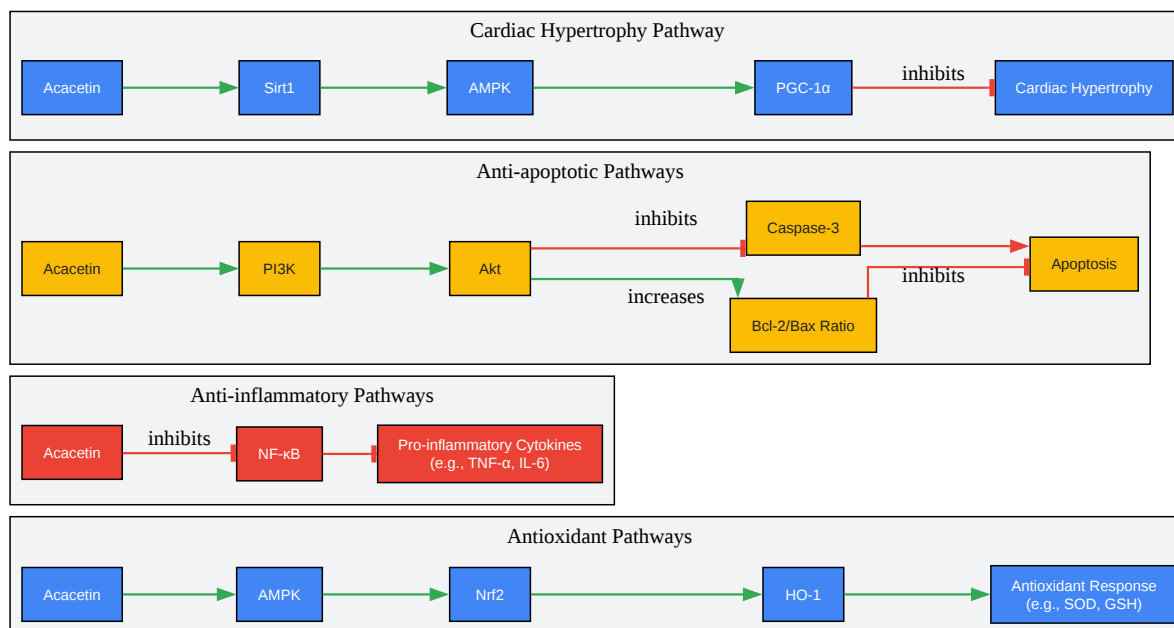 Cardiac Hypertrophy Pathway
Acacetin
Sirt1
AMPK
PGC-1α
inhibits
Cardiac Hypertrophy
Anti-apoptotic Pathways
Acacetin
PI3K
Akt
inhibits
increases
Caspase-3
Bcl-2/Bax Ratio
inhibits
Apoptosis
Anti-inflammatory Pathways
Acacetin
inhibits
NF-κB
Pro-inflammatory Cytokines
(e.g., TNF-α, IL-6)
Antioxidant Pathways
Acacetin
AMPK
Nrf2
HO-1
Antioxidant Response
(e.g., SOD, GSH)